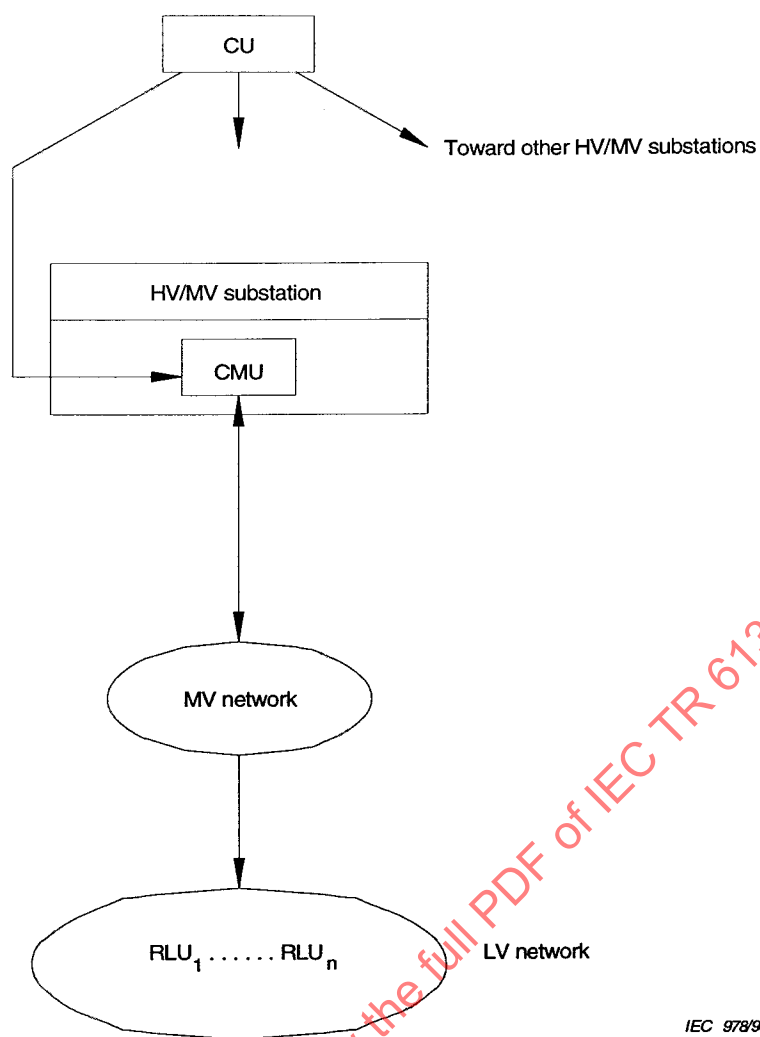 CU
Toward other HV/MV substations
HV/MV substation
CMU
MV network
RLU1 . . . . . . RLUn
LV network
the full PDF of IEC TR 613
IEC 978/9